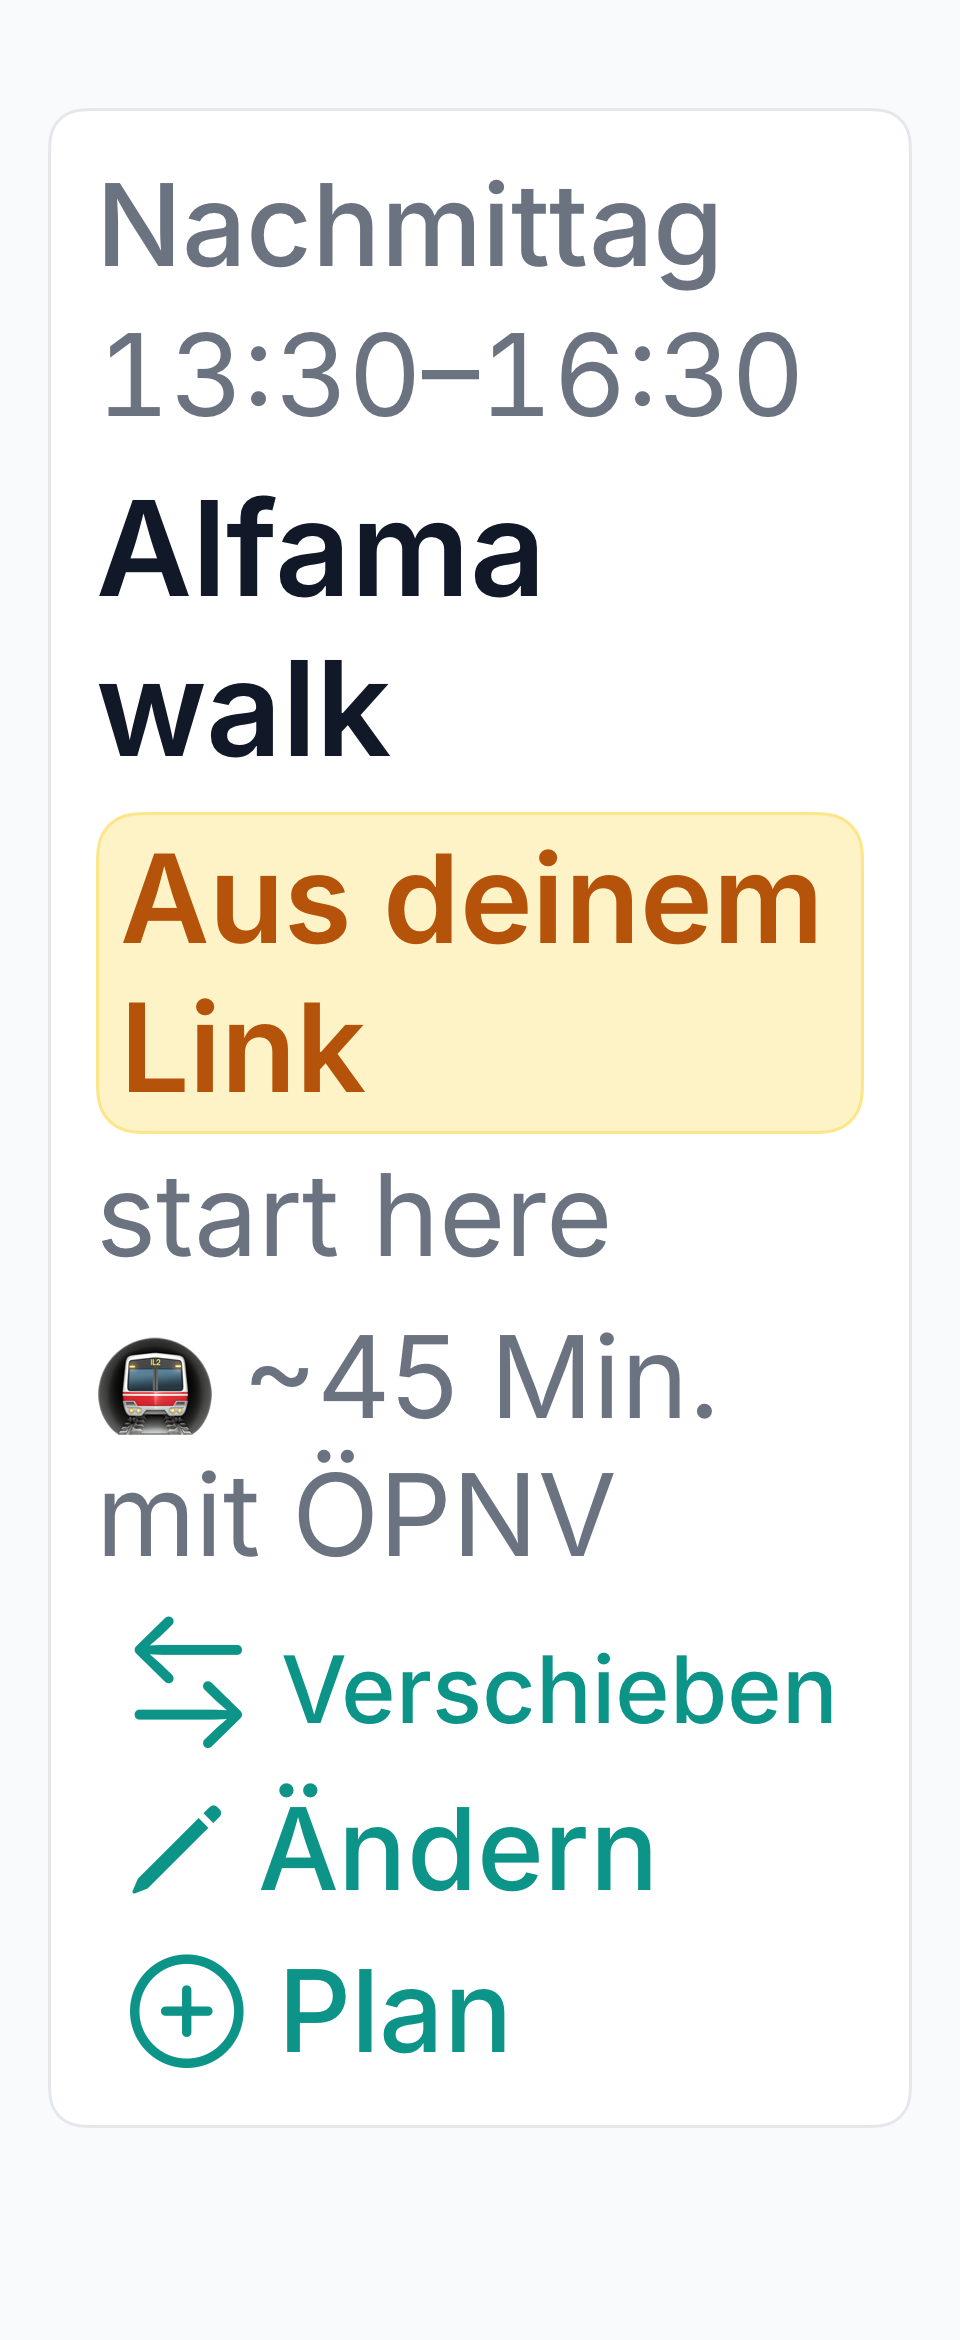 Nachmittag
13:30–16:30
Alfama
walk
Aus deinem
Link
start here
~45 Min.
mit ÖPNV
Verschieben
Ändern
Plan